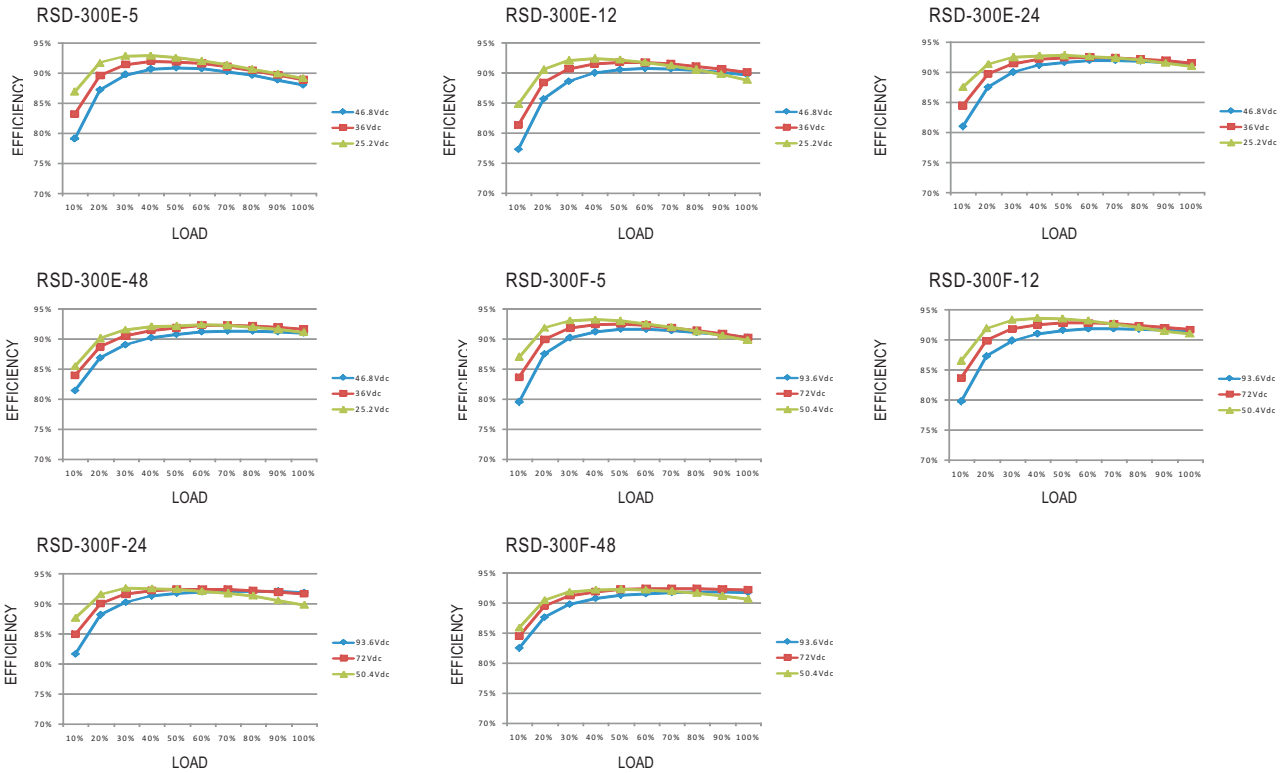 RSD-300E-5
EFFICIENCY
95%
90%
85%
80%
75%
70%
10% 20% 30% 40% 50% 60% 70% 80% 90% 100%
LOAD
46.8Vdc
36Vdc
25.2Vdc
RSD-300E-12
EFFICIENCY
95%
90%
85%
80%
75%
70%
10% 20% 30% 40% 50% 60% 70% 80% 90% 100%
LOAD
46.8Vdc
36Vdc
25.2Vdc
RSD-300E-24
EFFICIENCY
95%
90%
85%
80%
75%
70%
10% 20% 30% 40% 50% 60% 70% 80% 90% 100%
LOAD
46.8Vdc
36Vdc
25.2Vdc
RSD-300E-48
EFFICIENCY
95%
90%
85%
80%
75%
70%
10% 20% 30% 40% 50% 60% 70% 80% 90% 100%
LOAD
46.8Vdc
36Vdc
25.2Vdc
RSD-300F-5
EFFICIENCY
95%
90%
85%
80%
75%
70%
10% 20% 30% 40% 50% 60% 70% 80% 90% 100%
LOAD
93.6Vdc
72Vdc
50.4Vdc
RSD-300F-12
EFFICIENCY
95%
90%
85%
80%
75%
70%
10% 20% 30% 40% 50% 60% 70% 80% 90% 100%
LOAD
93.6Vdc
72Vdc
50.4Vdc
RSD-300F-24
EFFICIENCY
95%
90%
85%
80%
75%
70%
10% 20% 30% 40% 50% 60% 70% 80% 90% 100%
LOAD
93.6Vdc
72Vdc
50.4Vdc
RSD-300F-48
EFFICIENCY
95%
90%
85%
80%
75%
70%
10% 20% 30% 40% 50% 60% 70% 80% 90% 100%
LOAD
93.6Vdc
72Vdc
50.4Vdc